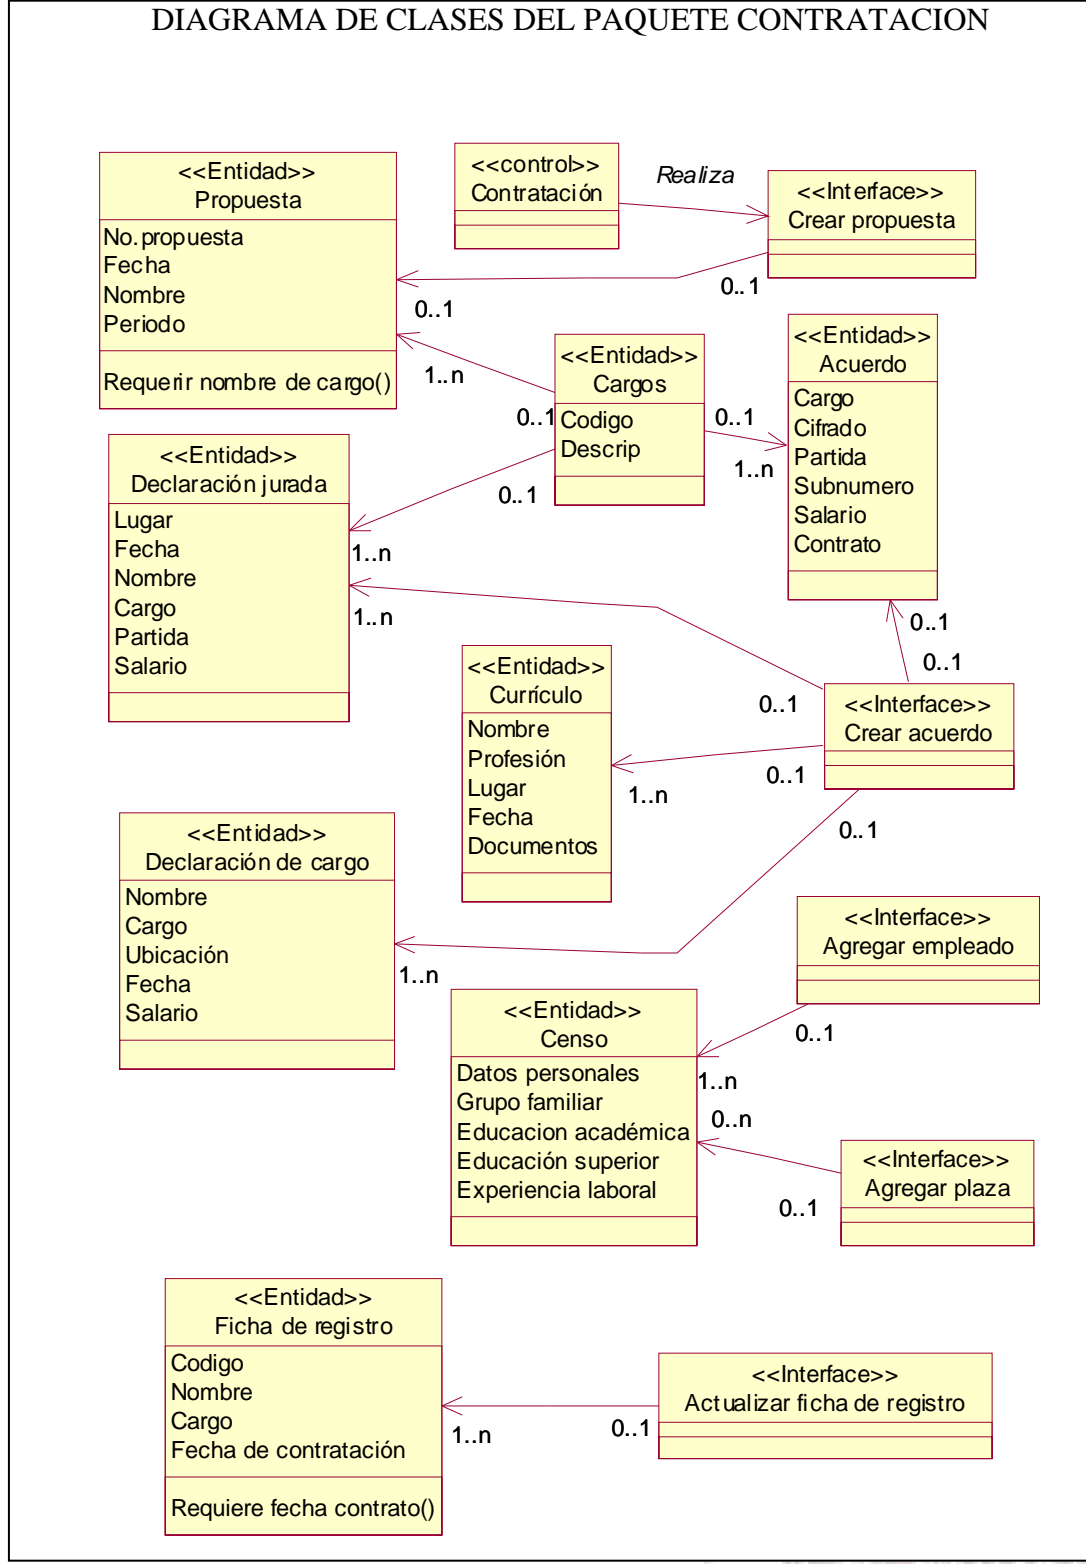 DIAGRAMA DE CLASES DEL PAQUETE CONTRATACION
<<Entidad>>
Propuesta
No.propuesta
Fecha
Nombre
Periodo
Requerir nombre de cargo()
<<control>>
Contratación
Realiza
<<Interface>>
Crear propuesta
0..1
0..1
1..n
0..1
<<Entidad>>
Cargos
Codigo
Descrip
0..1
1..n
<<Entidad>>
Acuerdo
Cargo
Cifrado
Partida
Subnumero
Salario
Contrato
<<Entidad>>
Declaración jurada
Lugar
Fecha
Nombre
Cargo
Partida
Salario
0..1
1..n
1..n
0..1
0..1
0..1
<<Entidad>>
Currículo
Nombre
Profesión
Lugar
Fecha
Documentos
<<Interface>>
Crear acuerdo
0..1
1..n
0..1
<<Entidad>>
Declaración de cargo
Nombre
Cargo
Ubicación
Fecha
Salario
1..n
<<Interface>>
Agregar empleado
0..1
<<Entidad>>
Censo
Datos personales
Grupo familiar
Educacion académica
Educación superior
Experiencia laboral
1..n
0..n
<<Interface>>
Agregar plaza
0..1
<<Entidad>>
Ficha de registro
Codigo
Nombre
Cargo
Fecha de contratación
Requiere fecha contrato()
1..n
0..1
<<Interface>>
Actualizar ficha de registro